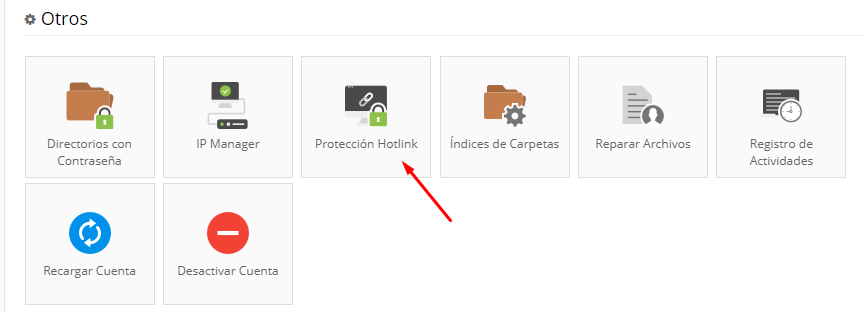 Otros
Directorios con
Contraseña
IP Manager
Protección Hotlink
Índices de Carpetas
Reparar Archivos
Registro de
Actividades
Recargar Cuenta
Desactivar Cuenta